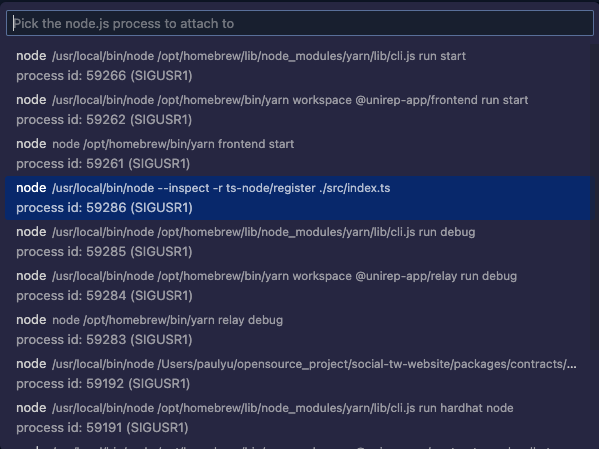 Pick the node.js process to attach to
node /usr/local/bin/node /opt/homebrew/lib/node_modules/yarn/lib/cli.js run start
process id: 59266 (SIGUSR1)
node /usr/local/bin/node /opt/homebrew/bin/yarn workspace @unirep-app/frontend run start
process id: 59262 (SIGUSR1)
node node /opt/homebrew/bin/yarn frontend start
process id: 59261 (SIGUSR1)
node /usr/local/bin/node --inspect -r ts-node/register ./src/index.ts
process id: 59286 (SIGUSR1)
node /usr/local/bin/node /opt/homebrew/lib/node_modules/yarn/lib/cli.js run debug
process id: 59285 (SIGUSR1)
node /usr/local/bin/node /opt/homebrew/bin/yarn workspace @unirep-app/relay run debug
process id: 59284 (SIGUSR1)
node node /opt/homebrew/bin/yarn relay debug
process id: 59283 (SIGUSR1)
node /usr/local/bin/node /Users/paulyu/opensource_project/social-tw-website/packages/contracts/...
process id: 59192 (SIGUSR1)
node /usr/local/bin/node /opt/homebrew/lib/node_modules/yarn/lib/cli.js run hardhat node
process id: 59191 (SIGUSR1)